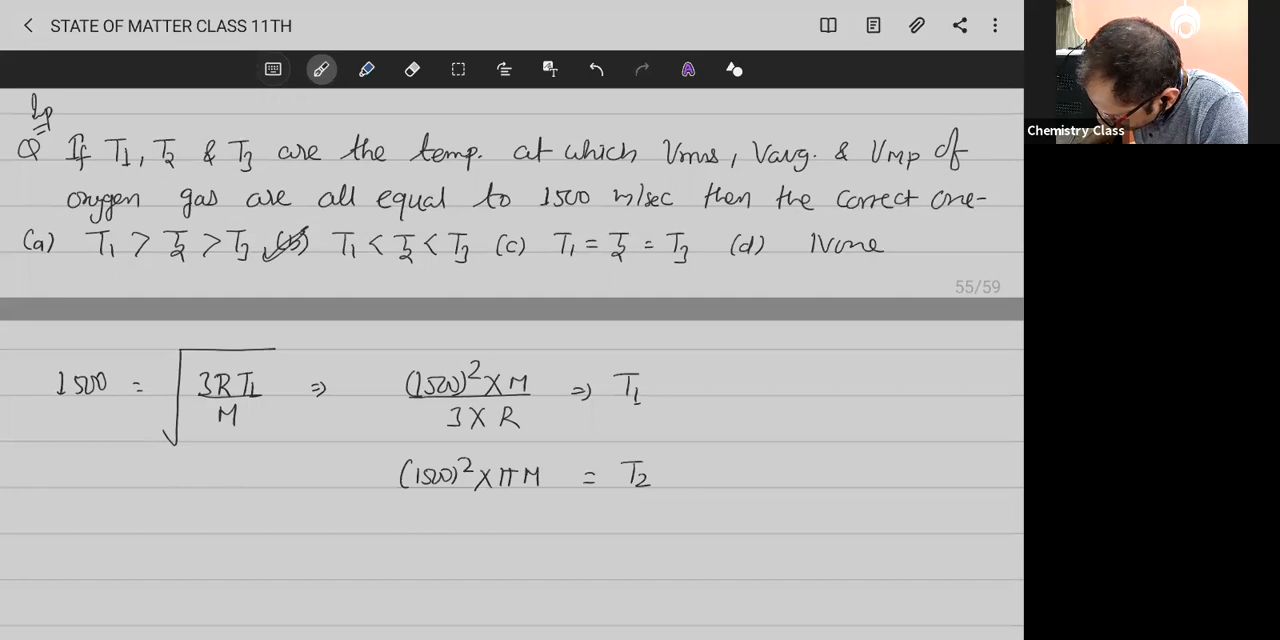 STATE OF MATTER CLASS 11TH
Chemistry Class
Imp
Q If T1, T2 & T3 are the temp. at which Vrms, Vavg. & VMP of
oxygen gas are all equal to 1500 m/sec then the correct one-
(a) T1 > T2 > T3 (b) T1 < T2 < T3 (c) T1 = T2 = T3 (d) None
55/59
1500 = √(3RT1/M) ⇒ (1500)² × M / 3 × R ⇒ T1
(1500)² × π M = T2